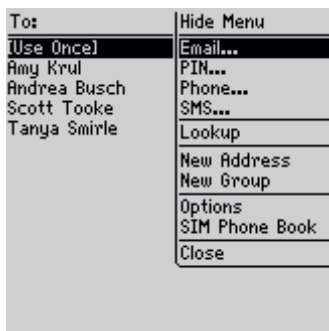 To:
[Use Once]
Amy Krul
Andrea Busch
Scott Tooke
Tanya Smirle
Hide Menu
Email...
PIN...
Phone...
SMS...
Lookup
New Address
New Group
Options
SIM Phone Book
Close